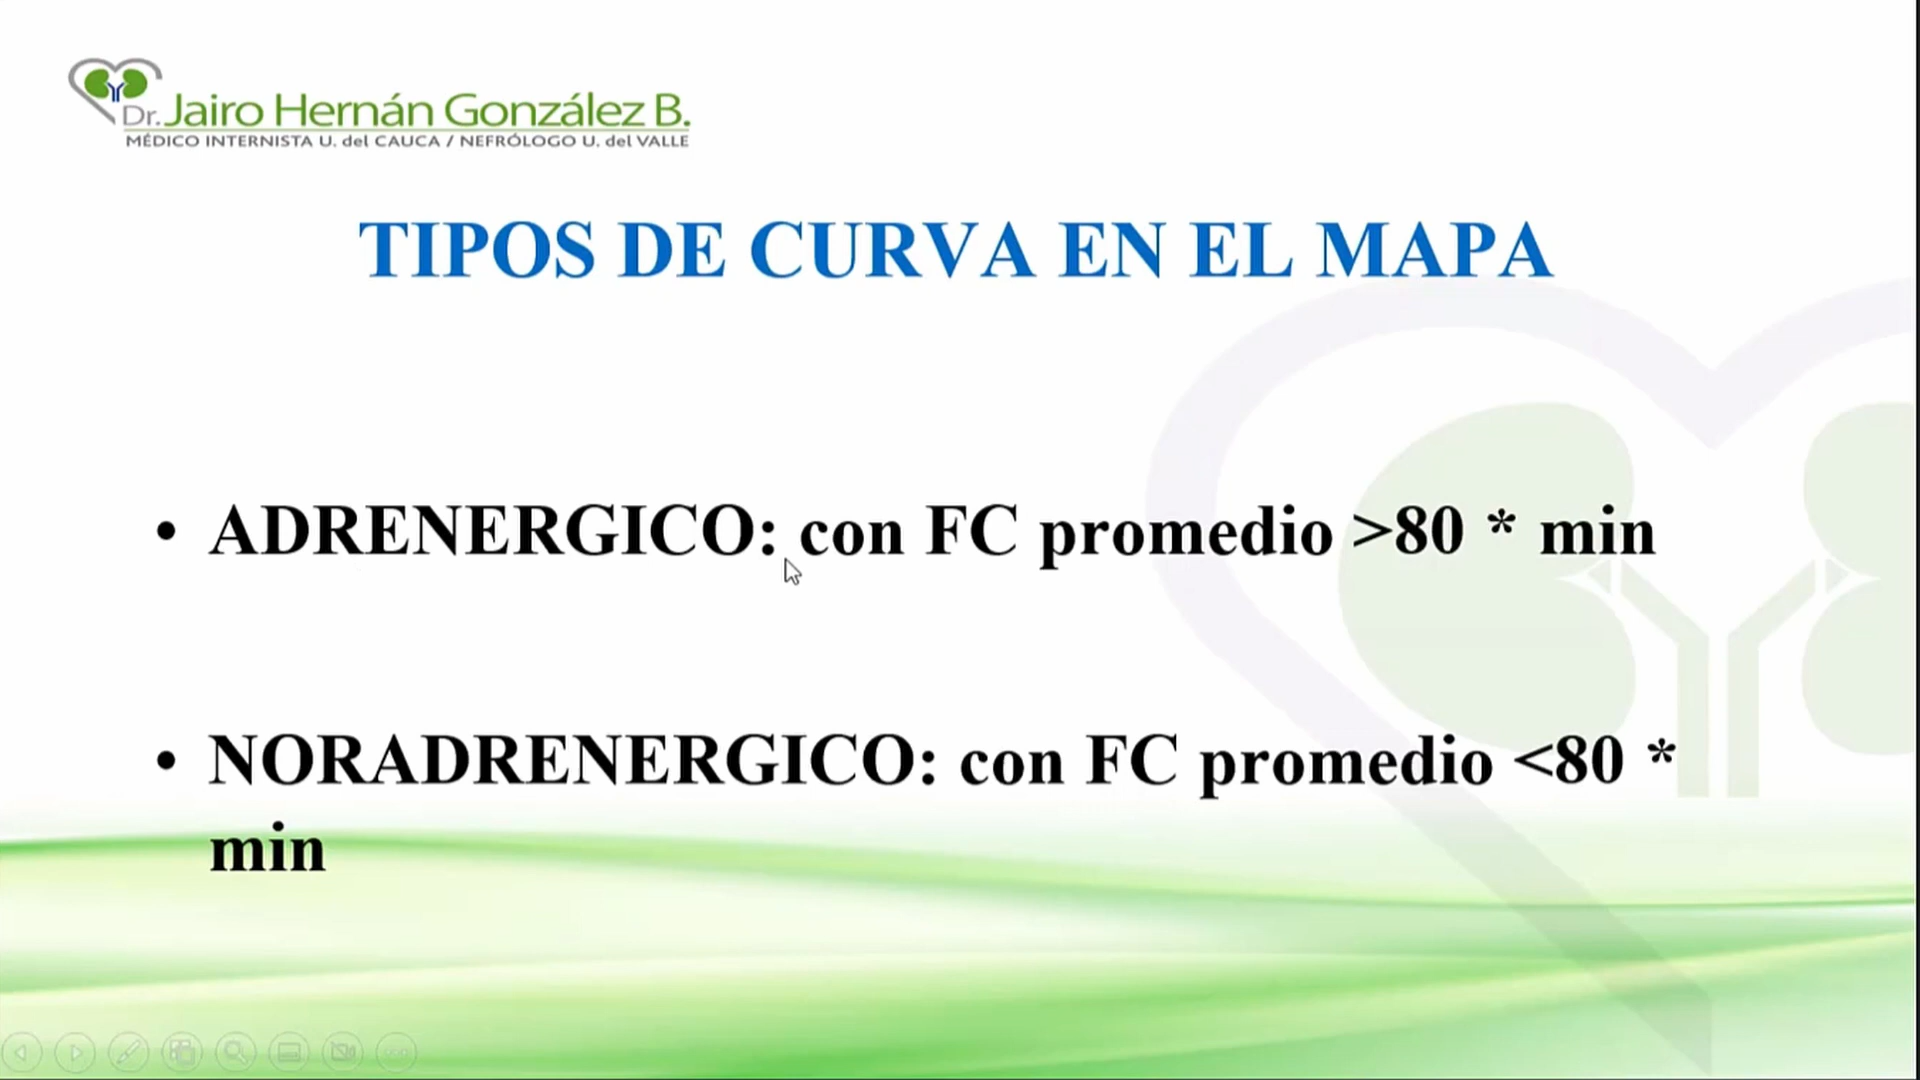 Dr. Jairo Hernán González B.
MÉDICO INTERNISTA U. del CAUCA / NEFRÓLOGO U. del VALLE
TIPOS DE CURVA EN EL MAPA
• ADRENERGICO: con FC promedio >80 * min
• NORADRENERGICO: con FC promedio <80 *
min